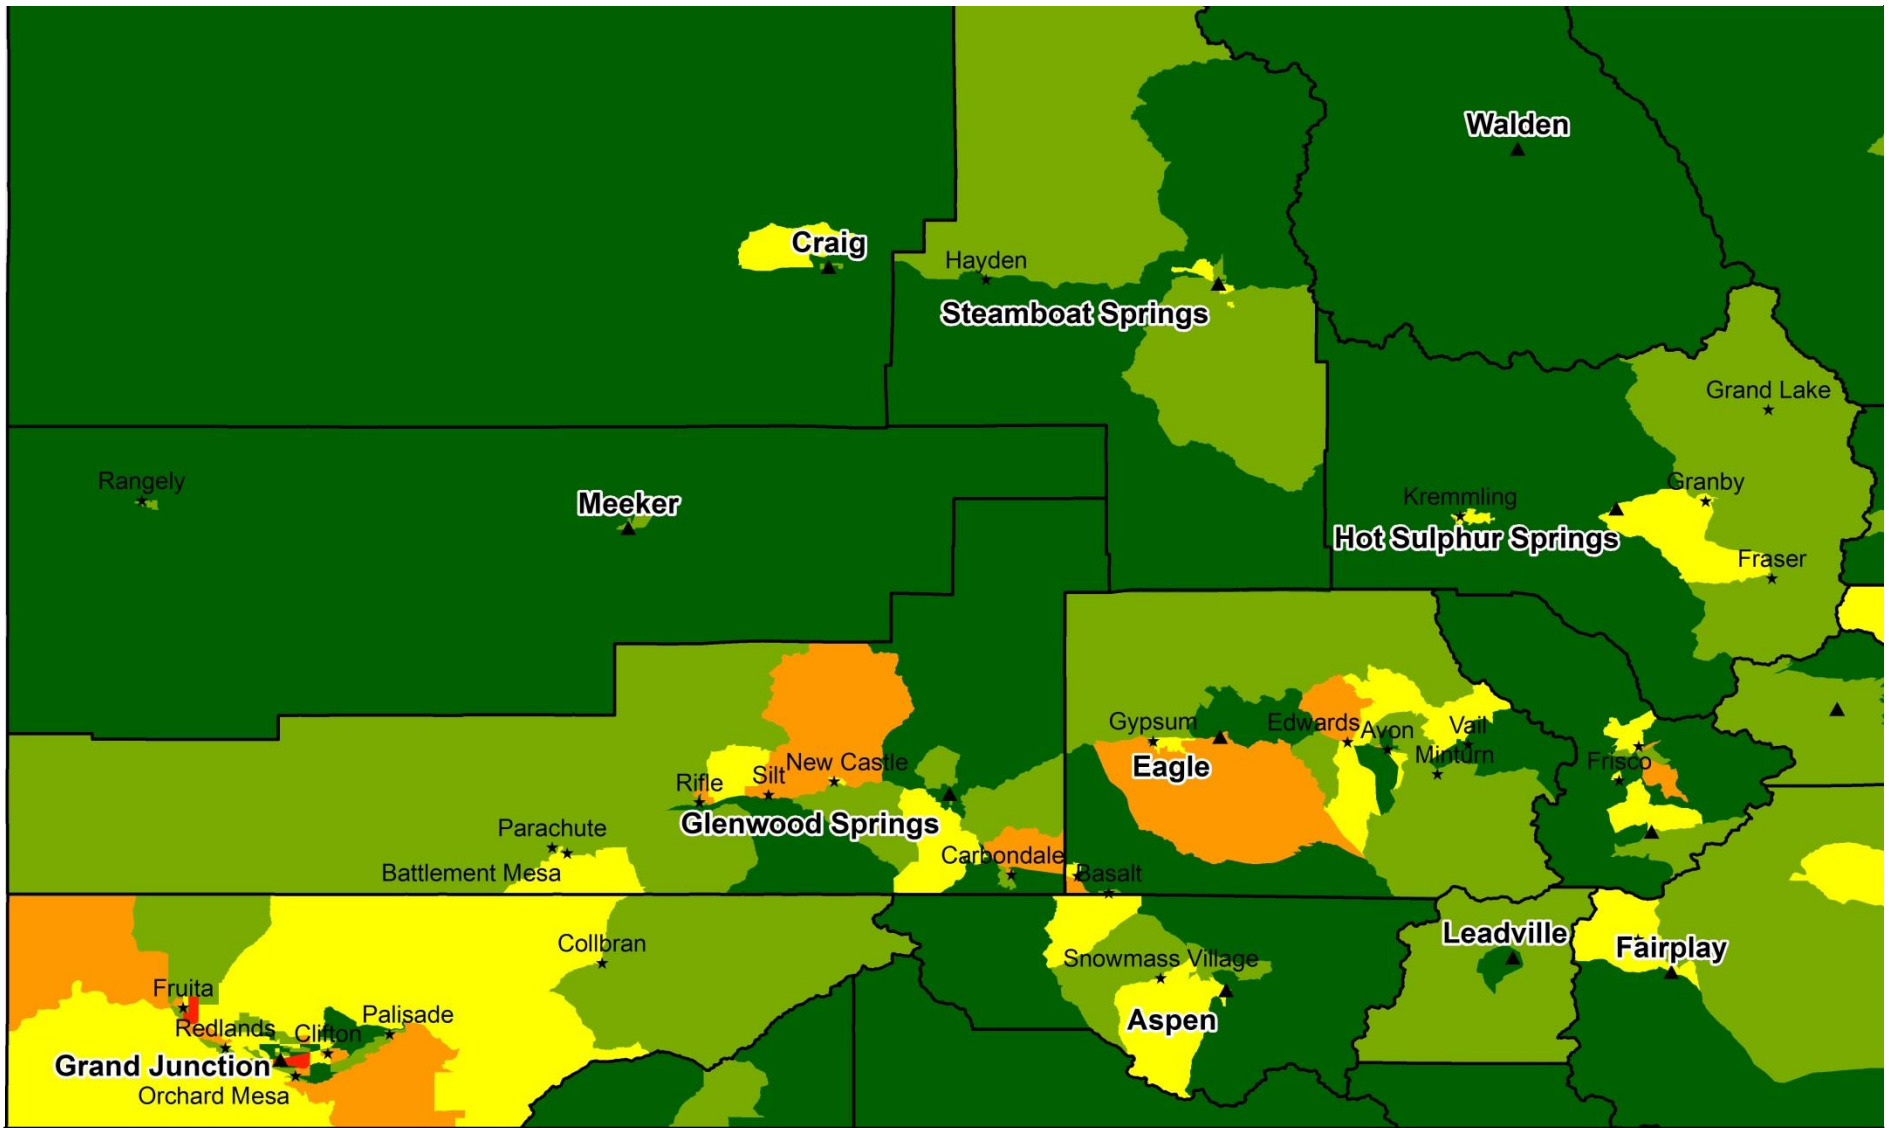 Walden
Craig
Hayden
Steamboat Springs
Grand Lake
Rangely
Meeker
Granby
Kremmling
Hot Sulphur Springs
Fraser
Gypsum
Edwards
Avon
Vail
Minturn
Eagle
Frisco
New Castle
Silt
Rifle
Glenwood Springs
Parachute
Battlement Mesa
Carbondale
Basalt
Collbran
Snowmass Village
Leadville
Fairplay
Fruita
Palisade
Redlands
Clifton
Aspen
Grand Junction
Orchard Mesa